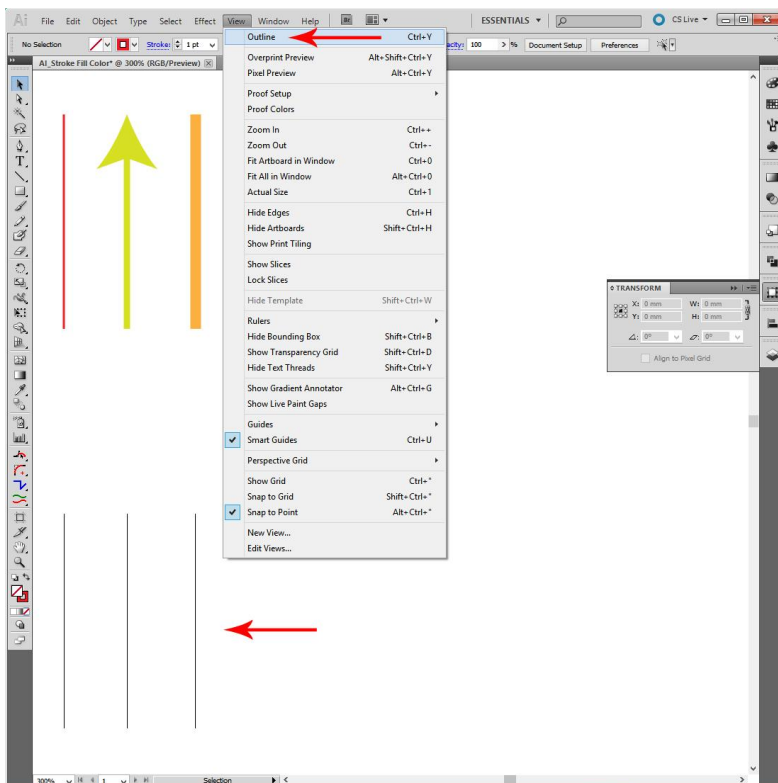 Ai File Edit Object Type Select Effect View Window Help Br ESSENTIALS CS Live
No Selection Stroke: 1 pt acity: 100 % Document Setup Preferences
AI_Stroke Fill Color* @ 300% (RGB/Preview)
Outline Ctrl+Y
Overprint Preview Alt+Shift+Ctrl+Y
Pixel Preview Alt+Ctrl+Y
Proof Setup
Proof Colors
Zoom In Ctrl++
Zoom Out Ctrl+-
Fit Artboard in Window Ctrl+0
Fit All in Window Alt+Ctrl+0
Actual Size Ctrl+1
Hide Edges Ctrl+H
Hide Artboards Shift+Ctrl+H
Show Print Tiling
Show Slices
Lock Slices
Hide Template Shift+Ctrl+W
Rulers
Hide Bounding Box Shift+Ctrl+B
Show Transparency Grid Shift+Ctrl+D
Hide Text Threads Shift+Ctrl+Y
Show Gradient Annotator Alt+Ctrl+G
Show Live Paint Gaps
Guides
Smart Guides Ctrl+U
Perspective Grid
Show Grid Ctrl+"
Snap to Grid Shift+Ctrl+"
Snap to Point Alt+Ctrl+"
New View...
Edit Views...
TRANSFORM
X: 0 mm W: 0 mm
Y: 0 mm H: 0 mm
0° 0°
Align to Pixel Grid
300% 1 Selection